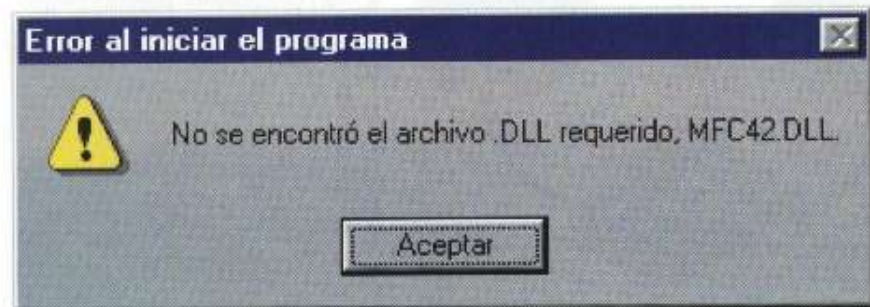 Error al iniciar el programa
No se encontró el archivo .DLL requerido, MFC42.DLL.
Aceptar